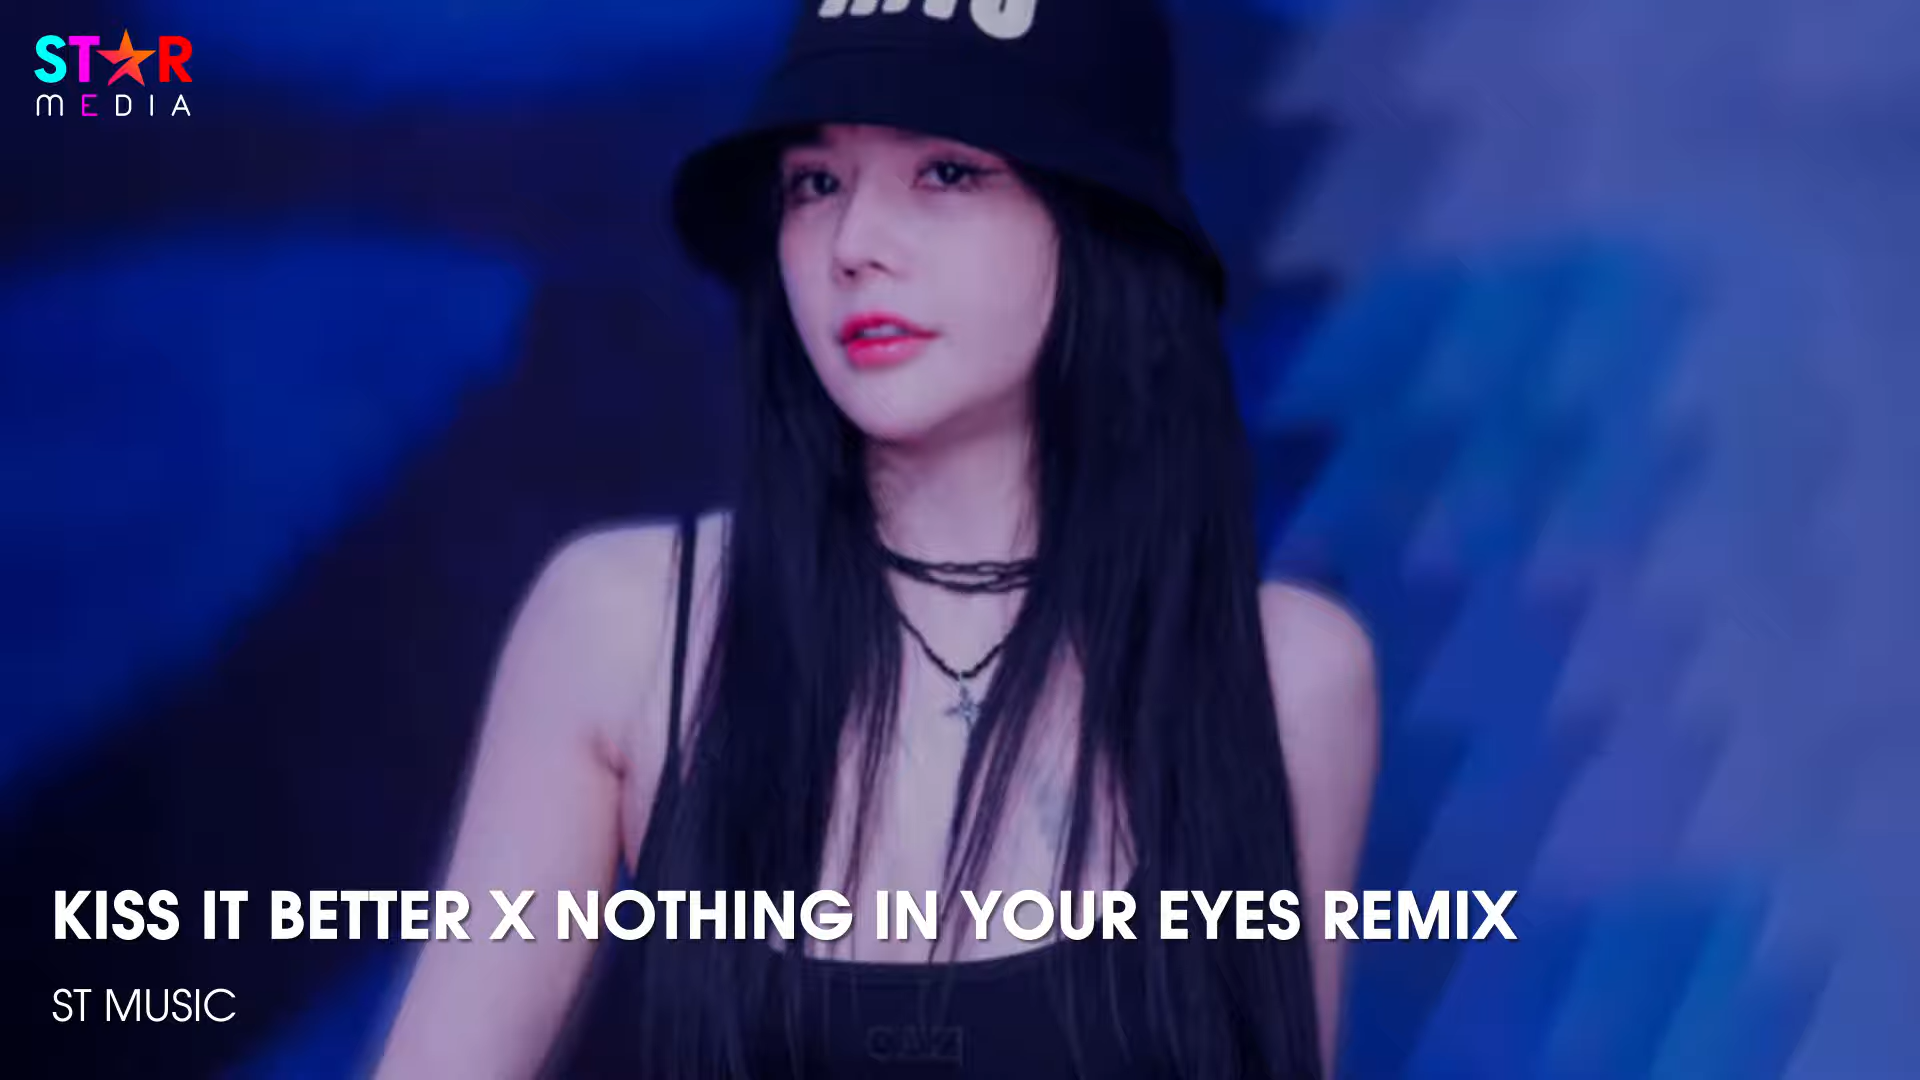 STAR
MEDIA
KISS IT BETTER X NOTHING IN YOUR EYES REMIX
ST MUSIC